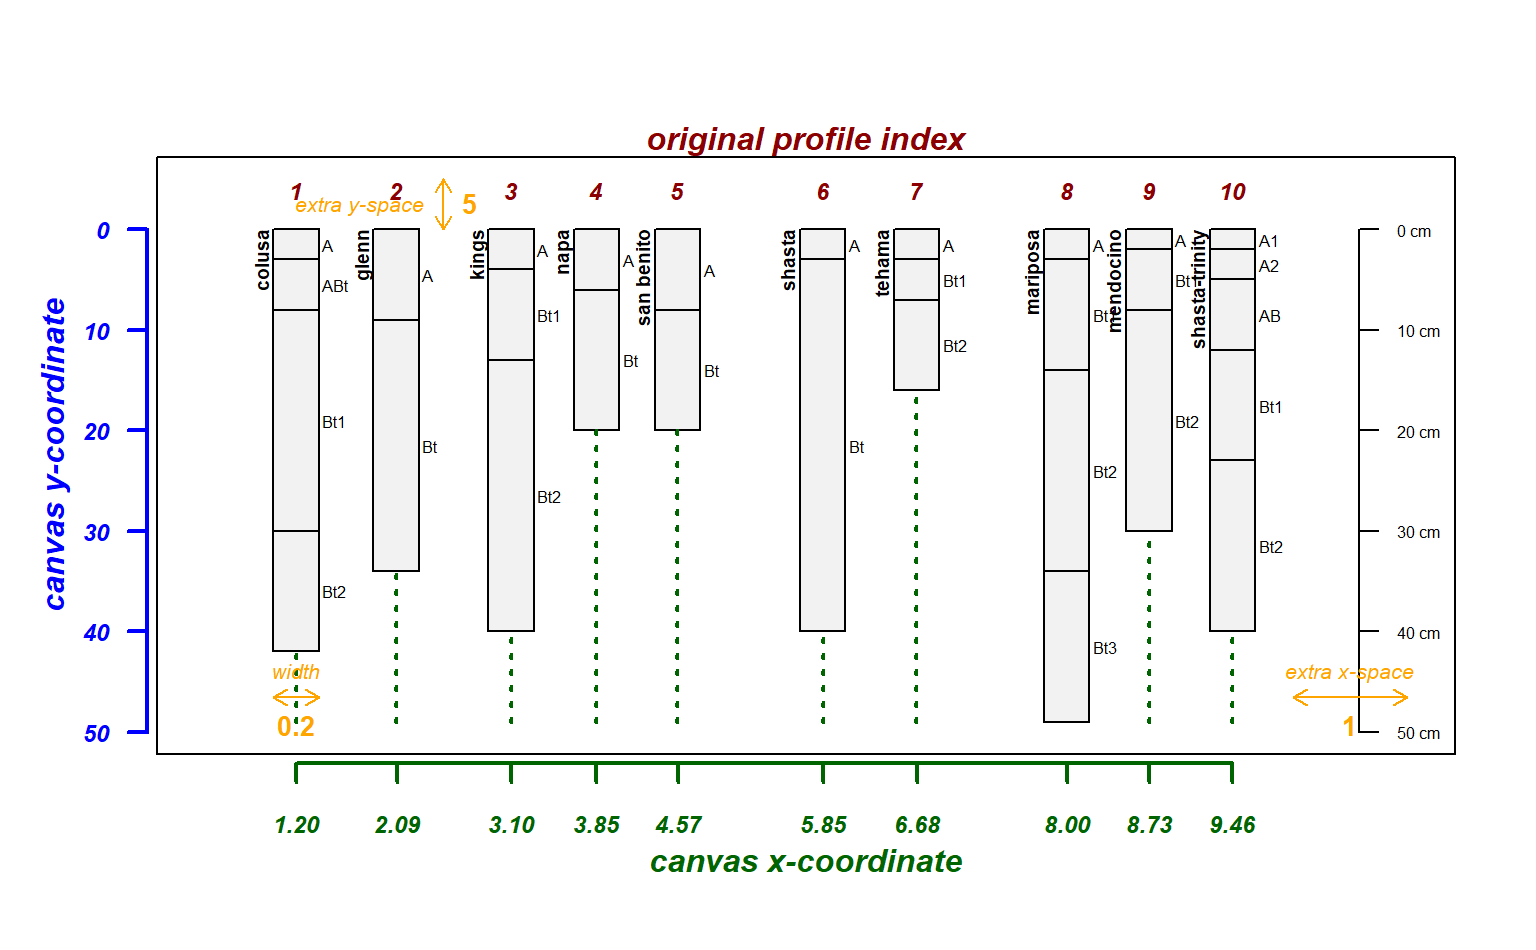 original profile index
1 2 3 4 5 6 7 8 9 10
extra y-space 5
canvas y-coordinate
0
10
20
30
40
50
colusa
A
ABt
Bt1
Bt2
glenn
A
Bt
kings
A
Bt1
Bt2
napa
A
Bt
san benito
A
Bt
shasta
A
Bt
tehama
A
Bt1
Bt2
mariposa
A
Bt1
Bt2
Bt3
mendocino
A
Bt1
Bt2
shasta-trinity
A1
A2
AB
Bt1
Bt2
0 cm
10 cm
20 cm
30 cm
40 cm
50 cm
width
0.2
extra x-space
1
1.20 2.09 3.10 3.85 4.57 5.85 6.68 8.00 8.73 9.46
canvas x-coordinate